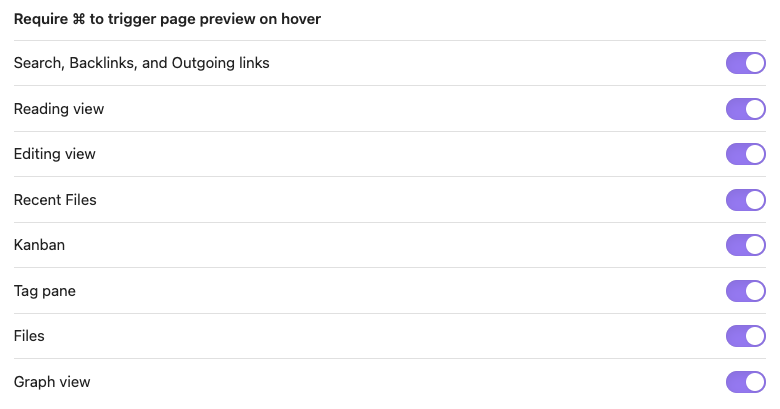 Require ⌘ to trigger page preview on hover
Search, Backlinks, and Outgoing links
Reading view
Editing view
Recent Files
Kanban
Tag pane
Files
Graph view